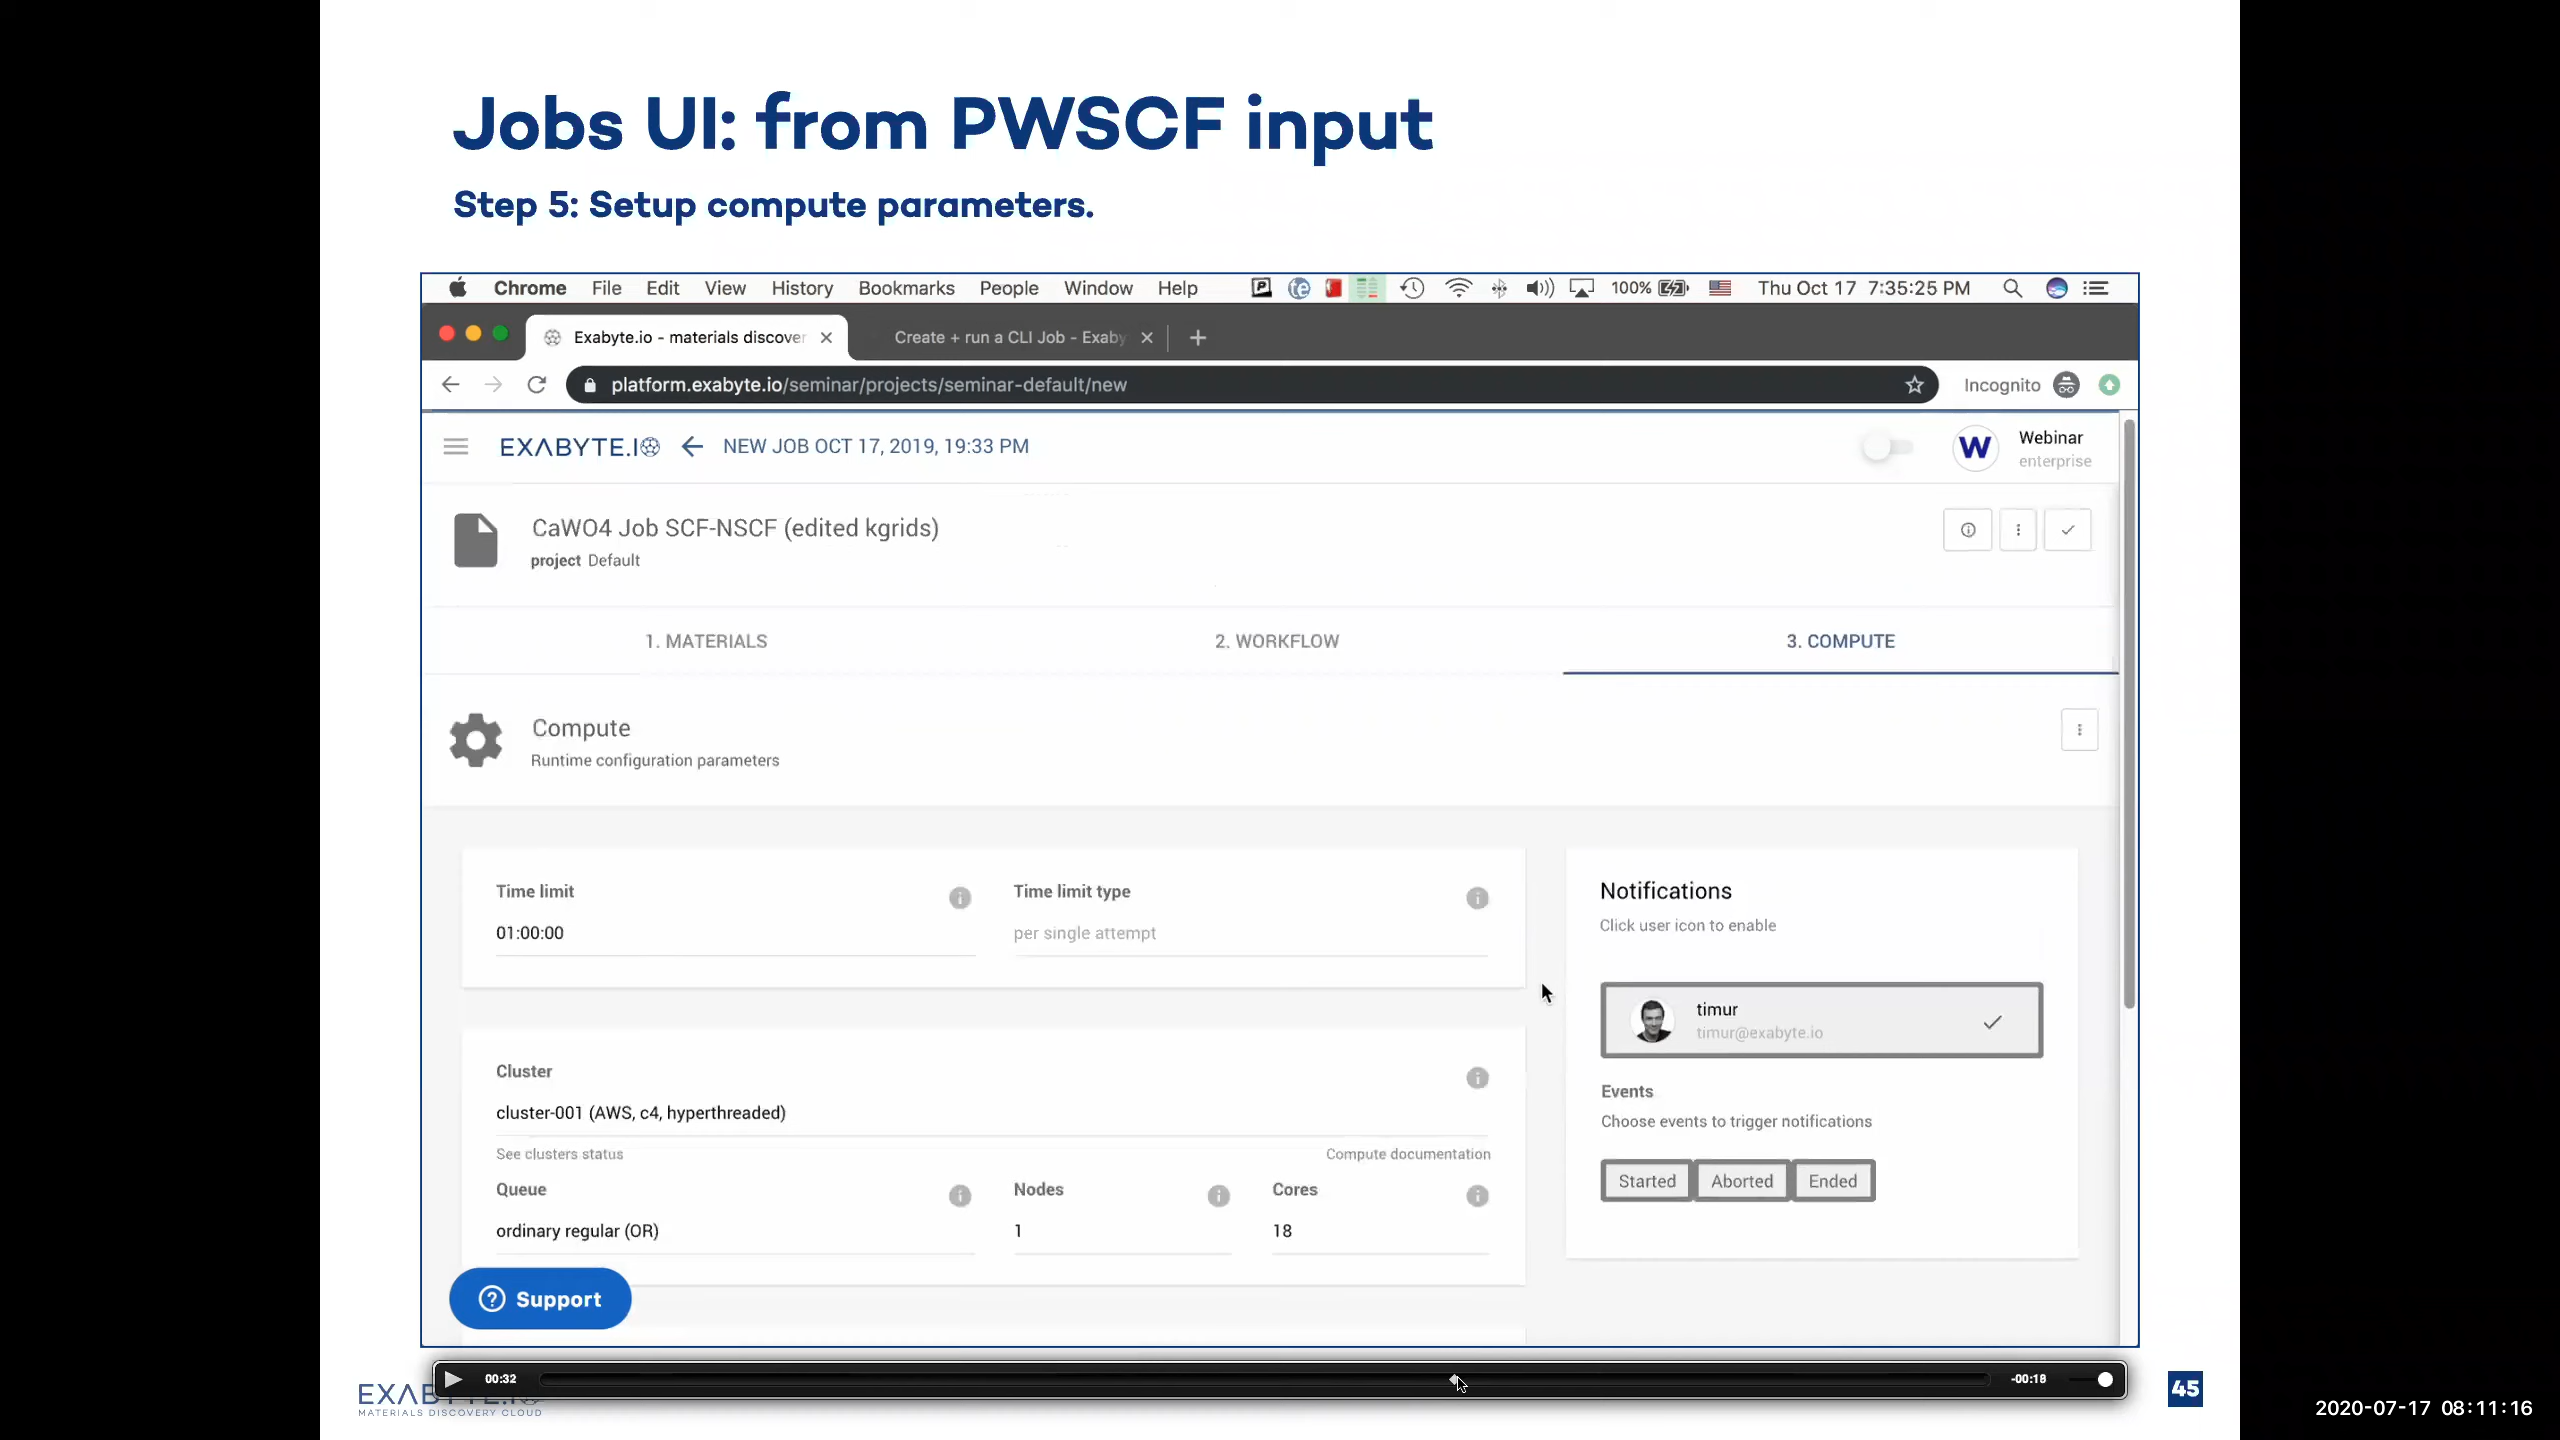 Jobs UI: from PWSCF input
Step 5: Setup compute parameters.
Chrome File Edit View History Bookmarks People Window Help 100% Thu Oct 17 7:35:25 PM
Exabyte.io - materials discover Create + run a CLI Job - Exaby
platform.exabyte.io/seminar/projects/seminar-default/new Incognito
EXABYTE.IO NEW JOB OCT 17, 2019, 19:33 PM W Webinar
enterprise
CaWO4 Job SCF-NSCF (edited kgrids)
project Default
1. MATERIALS 2. WORKFLOW 3. COMPUTE
Compute
Runtime configuration parameters
Time limit Time limit type
01:00:00 per single attempt
Cluster
cluster-001 (AWS, c4, hyperthreaded)
See clusters status Compute documentation
Queue Nodes Cores
ordinary regular (OR) 1 18
Notifications
Click user icon to enable
timur
timur@exabyte.io
Events
Choose events to trigger notifications
Started Aborted Ended
Support
00:32 -00:18
MATERIALS DISCOVERY CLOUD
45
2020-07-17 08:11:16